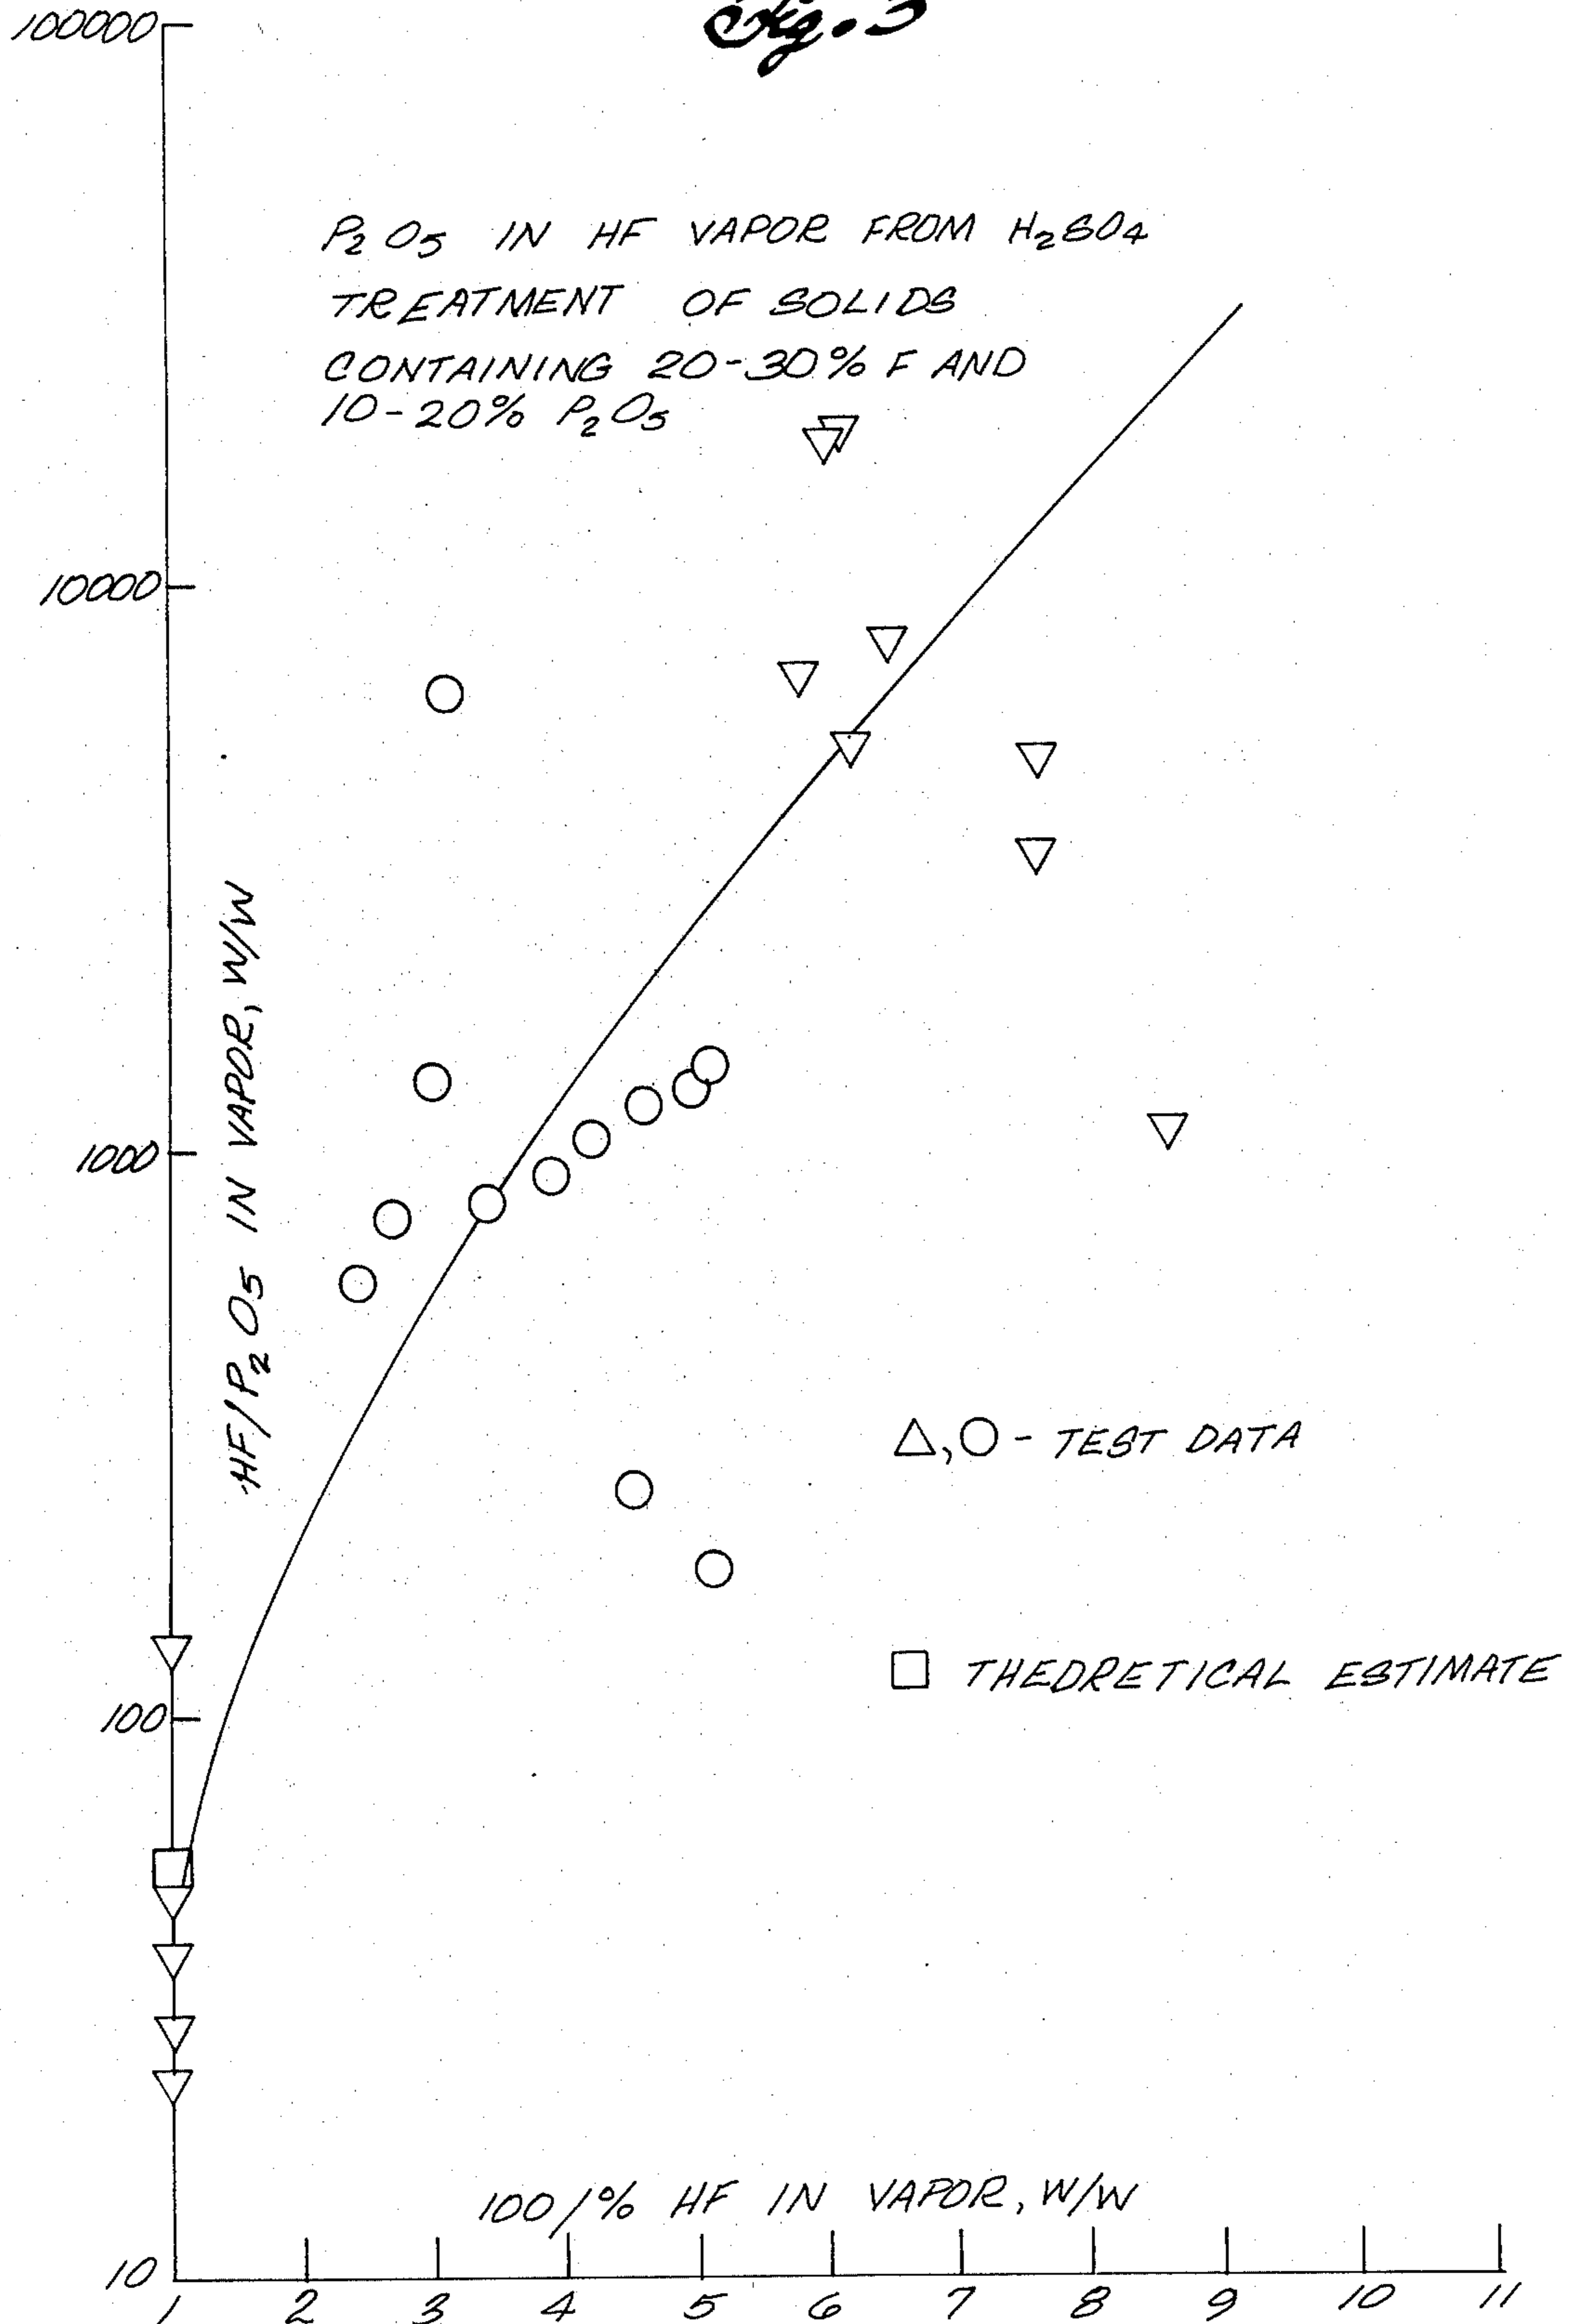 Fig. 3
100000
P2O5 IN HF VAPOR FROM H2SO4
TREATMENT OF SOLIDS
CONTAINING 20-30% F AND
10-20% P2O5
10000
HF/P2O5 IN VAPOR, W/W
1000
△,○ - TEST DATA
□ THEORETICAL ESTIMATE
100
100/% HF IN VAPOR, W/W
10
1 2 3 4 5 6 7 8 9 10 11